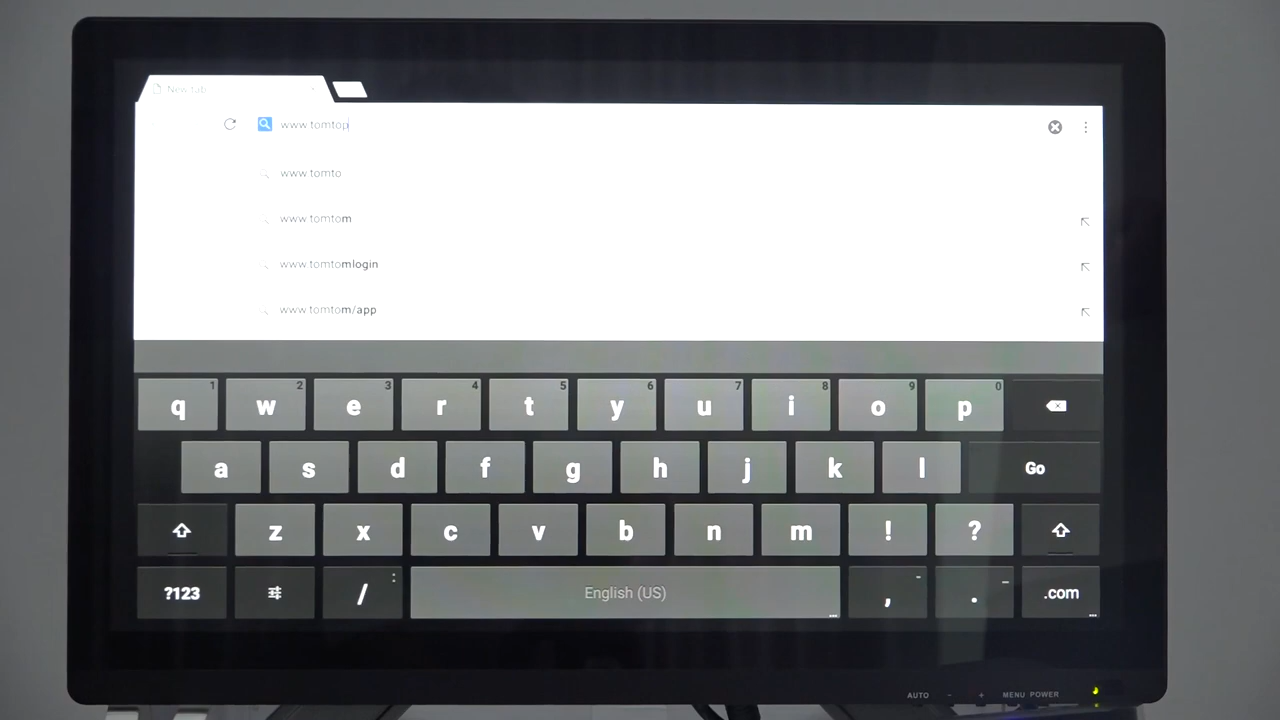 New tab
www.tomtop
www.tomto
www.tomtom
www.tomtomlogin
www.tomtom/app
q 1 w 2 e 3 r 4 t 5 y 6 u 7 i 8 o 9 p 0
a s d f g h j k l Go
z x c v b n m ! ?
?123 / : English (US) , - . _ .com
AUTO - + MENU POWER